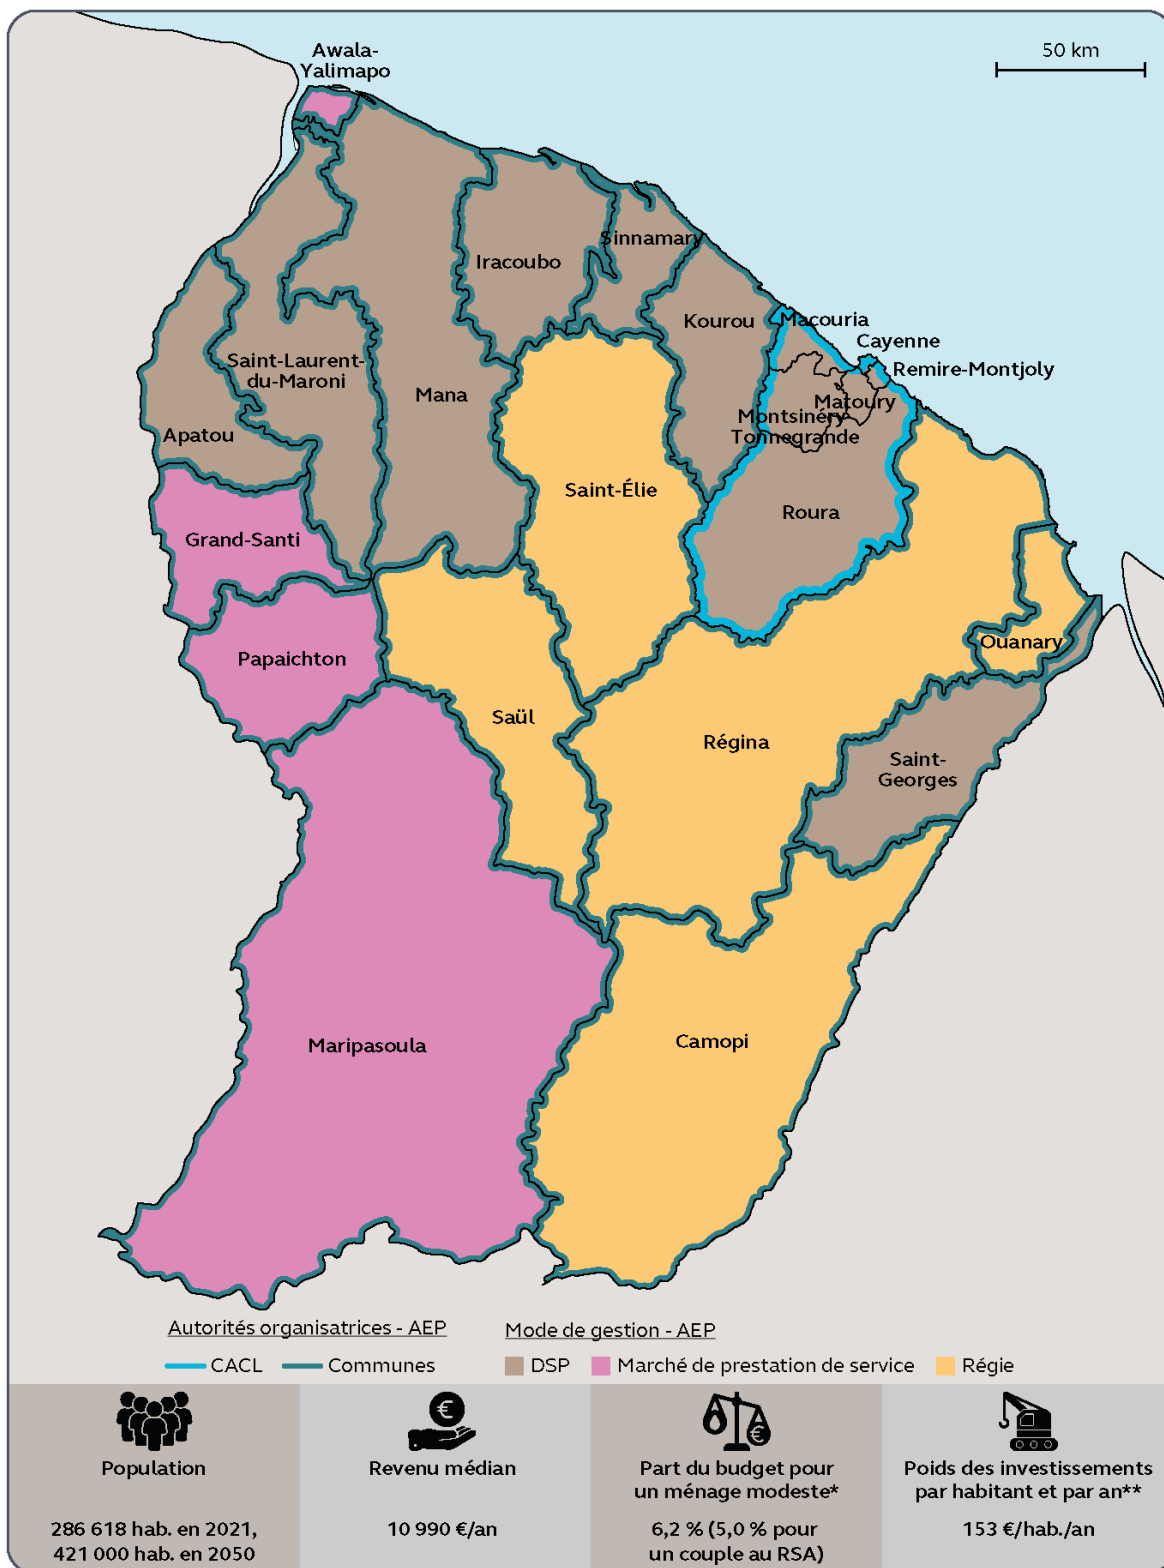 Awala-
Yalimapo
50 km
Sinnamary
Iracoubo
Kourou
Macouria
Cayenne
Remire-Montjoly
Saint-Laurent-
du-Maroni
Mana
Matoury
Montsinéry
Tonnegrande
Apatou
Saint-Élie
Roura
Grand-Santi
Ouanary
Papaichton
Saül
Régina
Saint-
Georges
Maripasoula
Camopi
Autorités organisatrices - AEP
CACL
Communes
Mode de gestion - AEP
DSP
Marché de prestation de service
Régie
Population
286 618 hab. en 2021,
421 000 hab. en 2050
Revenu médian
10 990 €/an
Part du budget pour
un ménage modeste*
6,2 % (5,0 % pour
un couple au RSA)
Poids des investissements
par habitant et par an**
153 €/hab./an